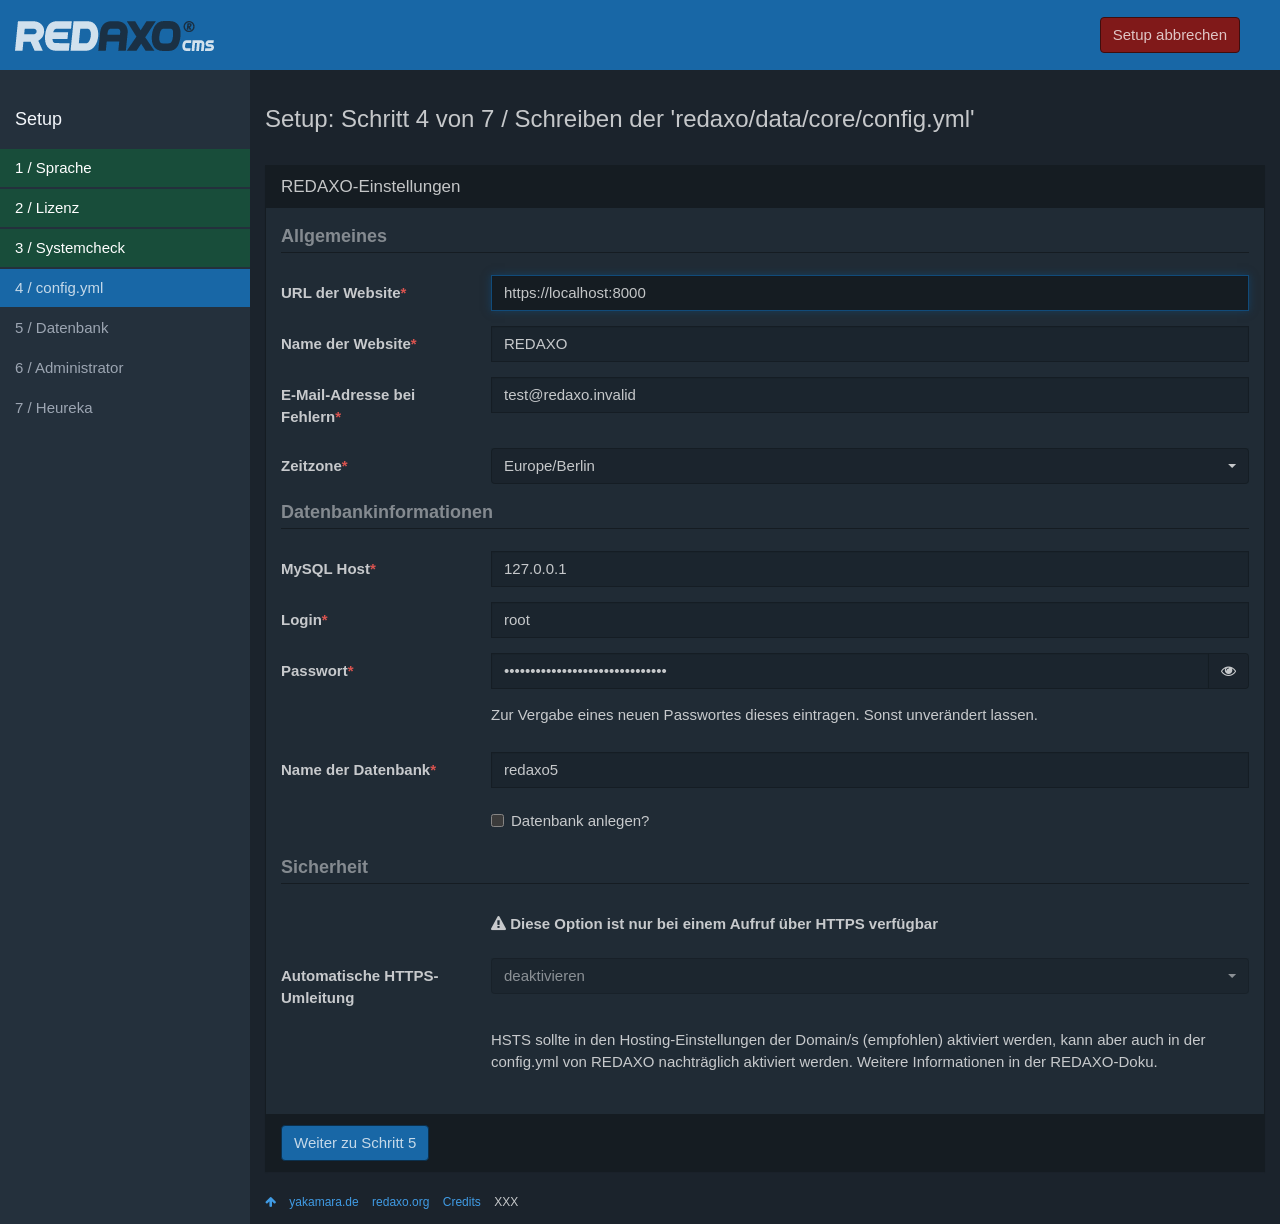 REDAXO® cms
Setup abbrechen
Setup
1 / Sprache
2 / Lizenz
3 / Systemcheck
4 / config.yml
5 / Datenbank
6 / Administrator
7 / Heureka
Setup: Schritt 4 von 7 / Schreiben der 'redaxo/data/core/config.yml'
REDAXO-Einstellungen
Allgemeines
URL der Website*
https://localhost:8000
Name der Website*
REDAXO
E-Mail-Adresse bei
Fehlern*
test@redaxo.invalid
Zeitzone*
Europe/Berlin
Datenbankinformationen
MySQL Host*
127.0.0.1
Login*
root
Passwort*
•••••••••••••••••••••••••••••••
Zur Vergabe eines neuen Passwortes dieses eintragen. Sonst unverändert lassen.
Name der Datenbank*
redaxo5
Datenbank anlegen?
Sicherheit
Diese Option ist nur bei einem Aufruf über HTTPS verfügbar
Automatische HTTPS-
Umleitung
deaktivieren
HSTS sollte in den Hosting-Einstellungen der Domain/s (empfohlen) aktiviert werden, kann aber auch in der
config.yml von REDAXO nachträglich aktiviert werden. Weitere Informationen in der REDAXO-Doku.
Weiter zu Schritt 5
yakamara.de redaxo.org Credits XXX